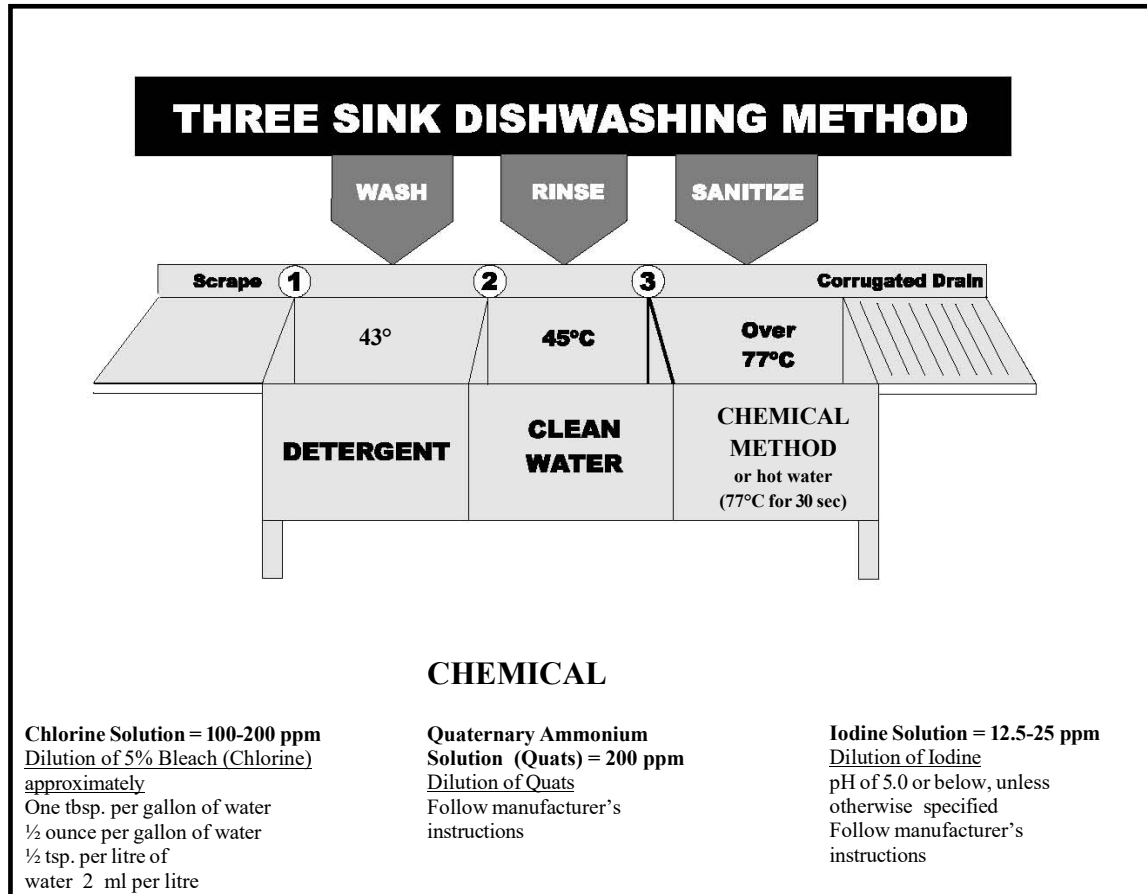 THREE SINK DISHWASHING METHOD
WASH
RINSE
SANITIZE
Scrape
1
2
3
Corrugated Drain
43°
45°C
Over
77°C
DETERGENT
CLEAN
WATER
CHEMICAL
METHOD
or hot water
(77°C for 30 sec)
CHEMICAL
Chlorine Solution = 100-200 ppm
Dilution of 5% Bleach (Chlorine)
approximately
One tbsp. per gallon of water
½ ounce per gallon of water
½ tsp. per litre of
water 2 ml per litre
Quaternary Ammonium
Solution (Quats) = 200 ppm
Dilution of Quats
Follow manufacturer’s
instructions
Iodine Solution = 12.5-25 ppm
Dilution of Iodine
pH of 5.0 or below, unless
otherwise specified
Follow manufacturer’s
instructions